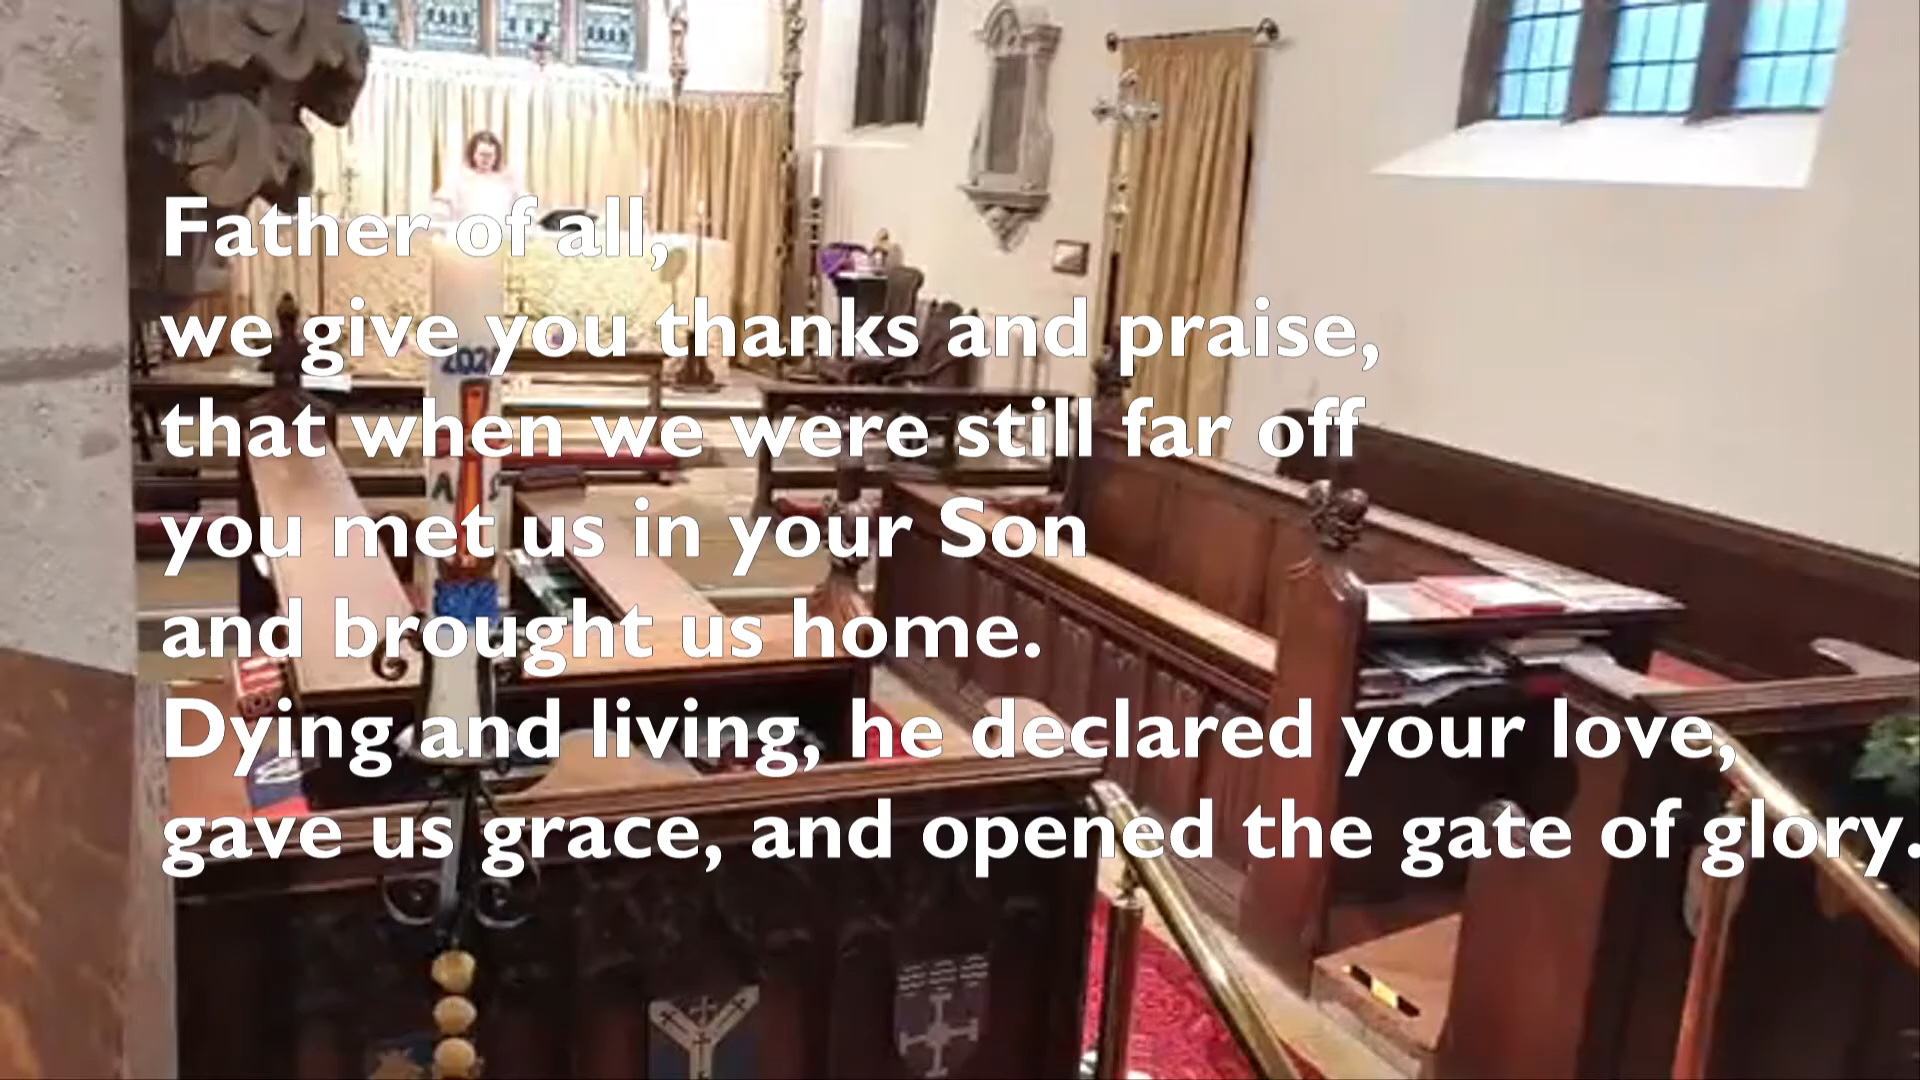 Father of all,
we give you thanks and praise,
that when we were still far off
you met us in your Son
and brought us home.
Dying and living, he declared your love,
gave us grace, and opened the gate of glory.
Α Ω